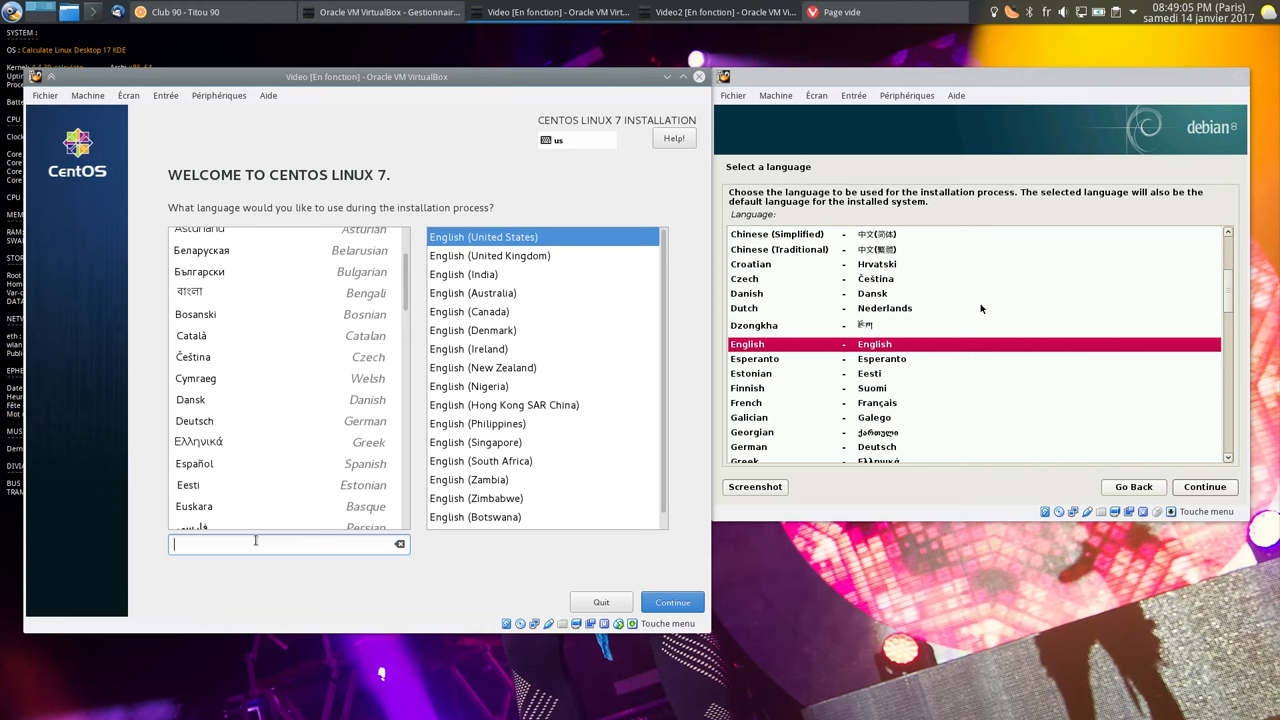 Club 90 - Titou 90
Oracle VM VirtualBox - Gestionnaire...
Video [En fonction] - Oracle VM Virt...
Video2 [En fonction] - Oracle VM Vi...
Page vide
fr
(Paris)
08:49:05 PM
samedi 14 janvier 2017
SYSTEM :
OS : Calculate Linux Desktop 17 KDE
Video [En fonction] - Oracle VM VirtualBox
Fichier Machine Écran Entrée Périphériques Aide
CentOS
CENTOS LINUX 7 INSTALLATION
us
Help!
WELCOME TO CENTOS LINUX 7.
What language would you like to use during the installation process?
Asturian
Беларуская Belarusian
Български Bulgarian
বাংলা Bengali
Bosanski Bosnian
Català Catalan
Čeština Czech
Cymraeg Welsh
Dansk Danish
Deutsch German
Ελληνικά Greek
Español Spanish
Eesti Estonian
Euskara Basque
فارسی Persian
English (United States)
English (United Kingdom)
English (India)
English (Australia)
English (Canada)
English (Denmark)
English (Ireland)
English (New Zealand)
English (Nigeria)
English (Hong Kong SAR China)
English (Philippines)
English (Singapore)
English (South Africa)
English (Zambia)
English (Zimbabwe)
English (Botswana)
Quit
Continue
Touche menu
Fichier Machine Écran Entrée Périphériques Aide
debian 8
Select a language
Choose the language to be used for the installation process. The selected language will also be the
default language for the installed system.
Language:
Chinese (Simplified) - 中文(简体)
Chinese (Traditional) - 中文(繁體)
Croatian - Hrvatski
Czech - Čeština
Danish - Dansk
Dutch - Nederlands
Dzongkha - རྫོང་ཁ།
English - English
Esperanto - Esperanto
Estonian - Eesti
Finnish - Suomi
French - Français
Galician - Galego
Georgian - ქართული
German - Deutsch
Greek - Ελληνικά
Screenshot
Go Back
Continue
Touche menu